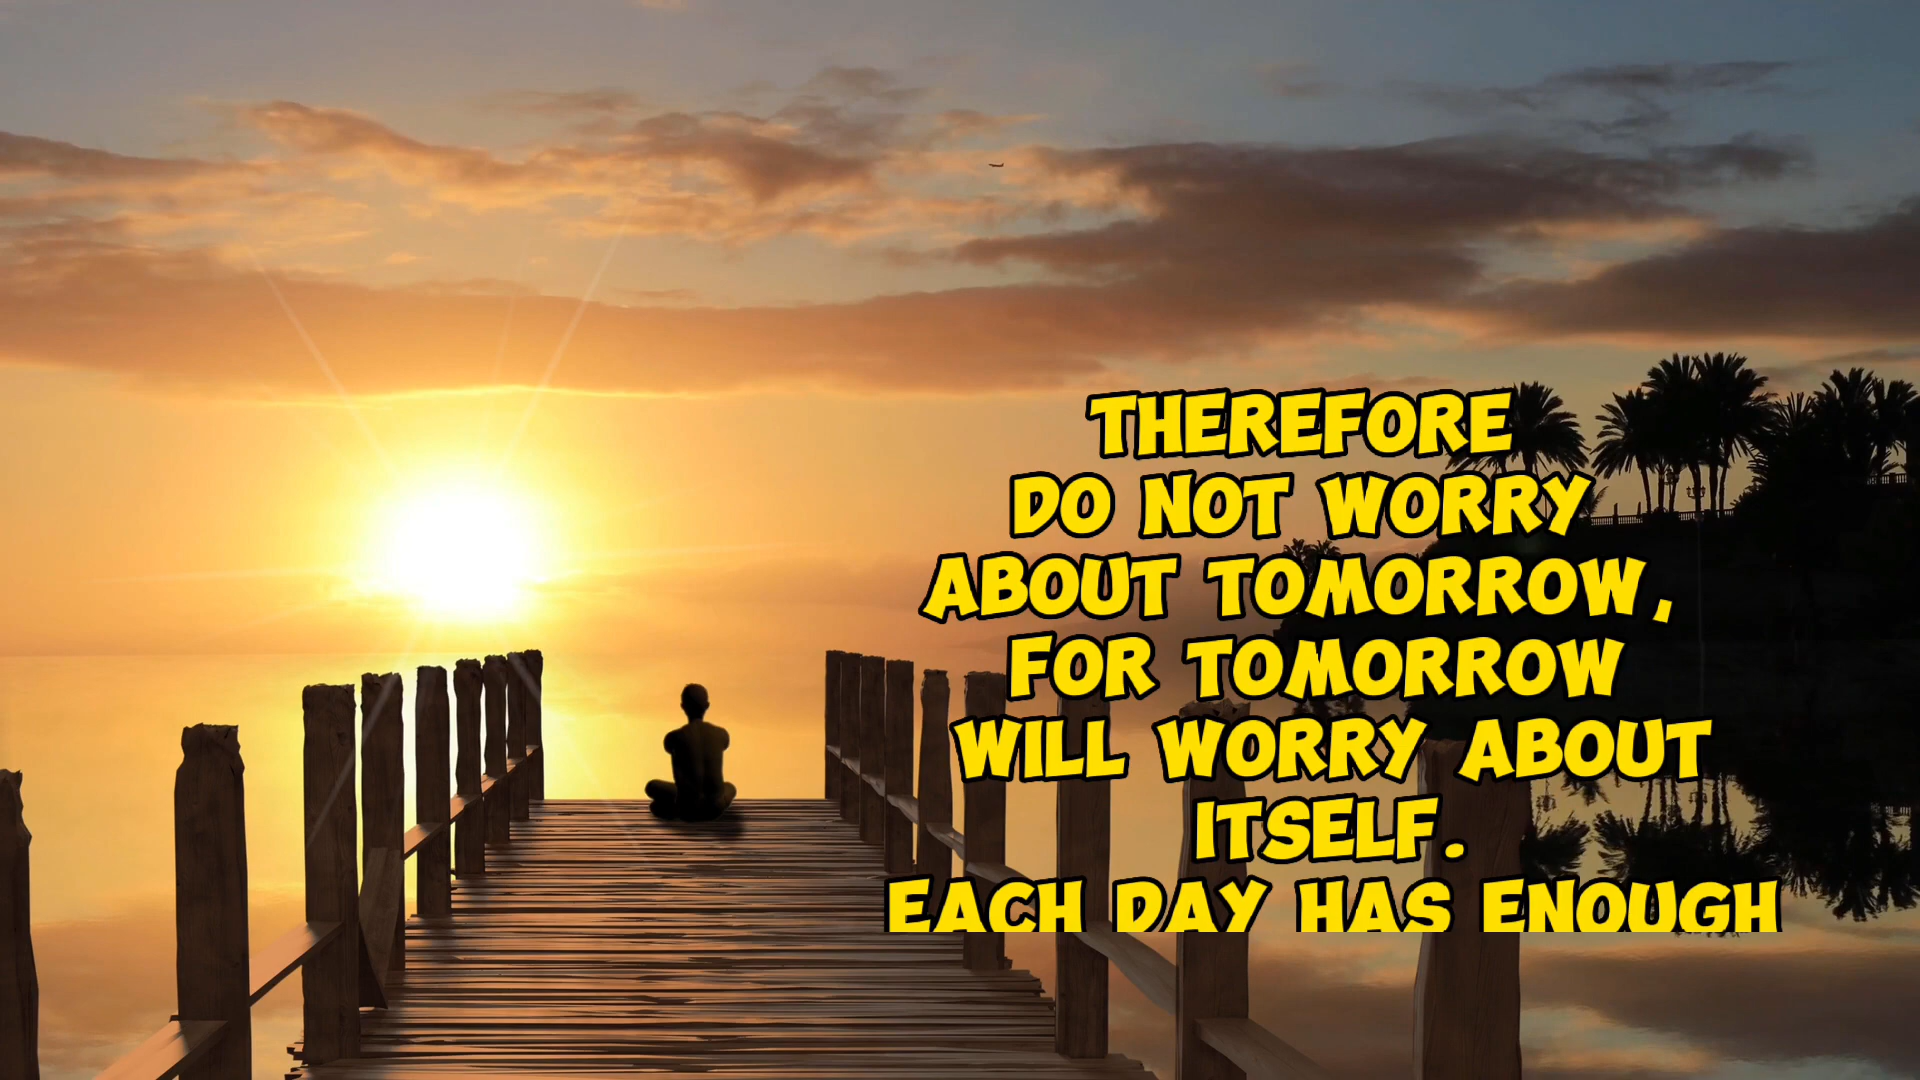 THEREFORE
DO NOT WORRY
ABOUT TOMORROW,
FOR TOMORROW
WILL WORRY ABOUT
ITSELF.
EACH DAY HAS ENOUGH